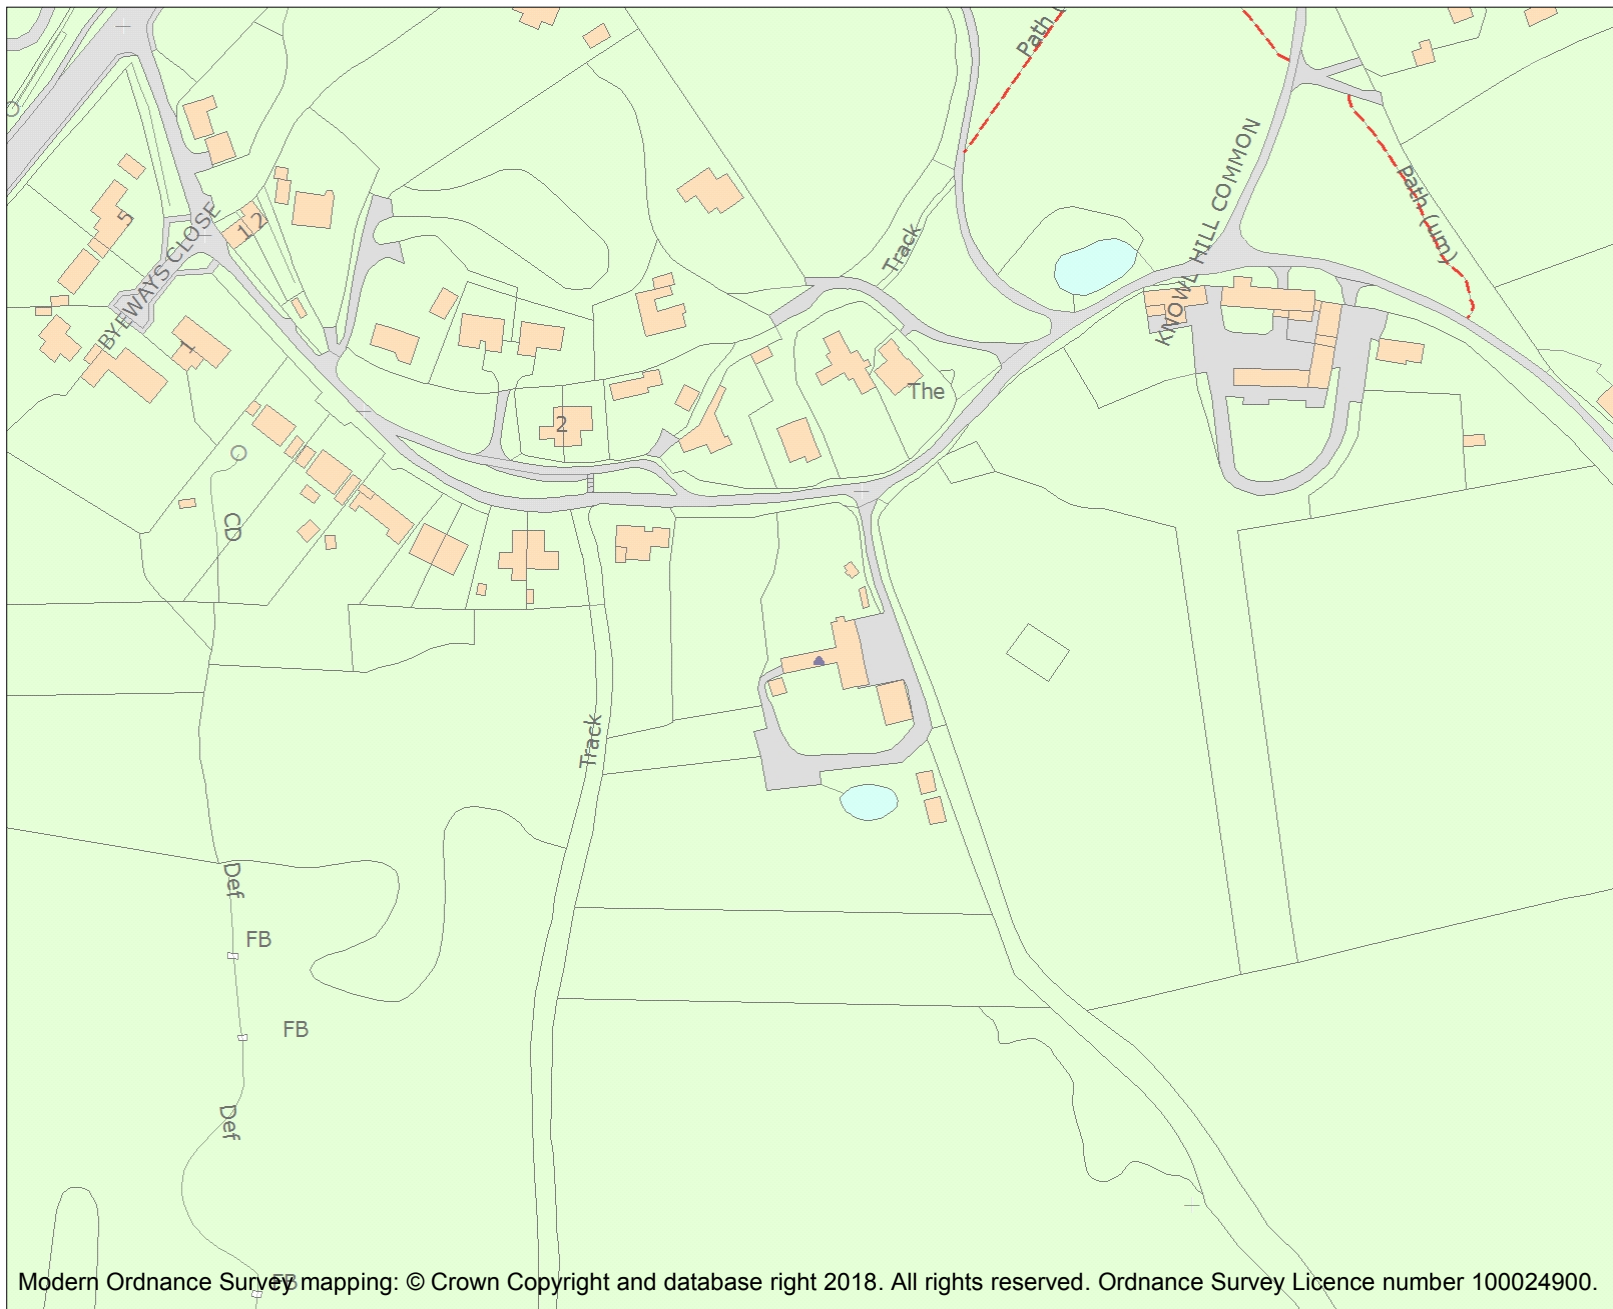 Path (
KNOWL HILL COMMON
Path (um)
5
1
2
BYEWAYS CLOSE
Track
1
The
2
CD
Track
Def
FB
FB
Def
FB
Modern Ordnance Survey mapping: © Crown Copyright and database right 2018. All rights reserved. Ordnance Survey Licence number 100024900.